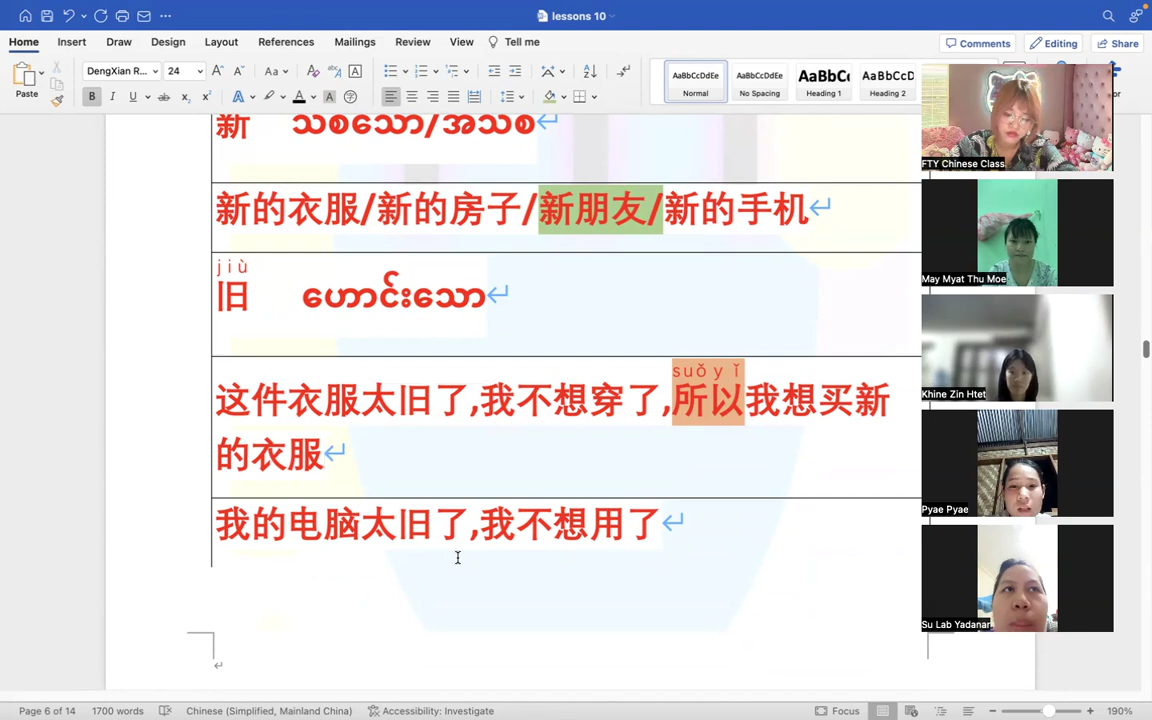 lessons 10
Home Insert Draw Design Layout References Mailings Review View Tell me Comments Editing Share
Paste DengXian R... 24 Aa AaBbCcDdEe Normal AaBbCcDdEe No Spacing AaBbC Heading 1 AaBbCcD Heading 2
FTY Chinese Class
新 သစ်သော/အသစ်
新的衣服/新的房子/新朋友/新的手机
May Myat Thu Moe
jiù
旧 ဟောင်းသော
suǒ yǐ
这件衣服太旧了,我不想穿了,所以我想买新
的衣服
Khine Zin Htet
我的电脑太旧了,我不想用了
Pyae Pyae
Su Lab Yadanar
Page 6 of 14 1700 words Chinese (Simplified, Mainland China) Accessibility: Investigate Focus 190%